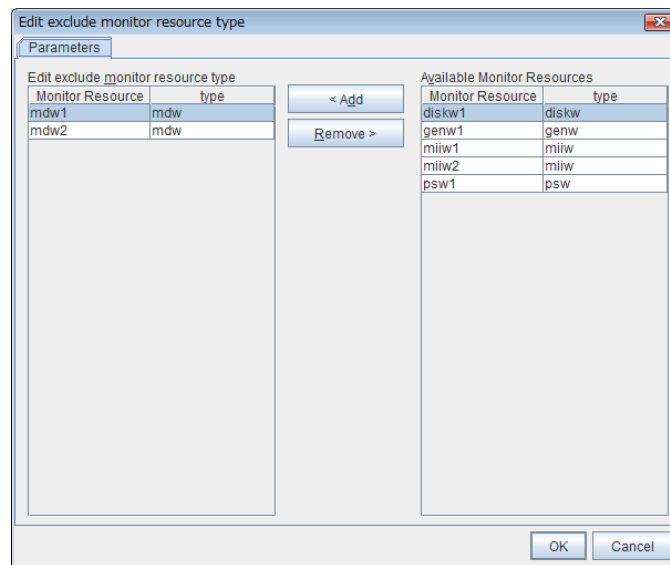 Edit exclude monitor resource type
Parameters
Edit exclude monitor resource type
Monitor Resource type
mdw1 mdw
mdw2 mdw
< Add
Remove >
Available Monitor Resources
Monitor Resource type
diskw1 diskw
genw1 genw
miiw1 miiw
miiw2 miiw
psw1 psw
OK Cancel